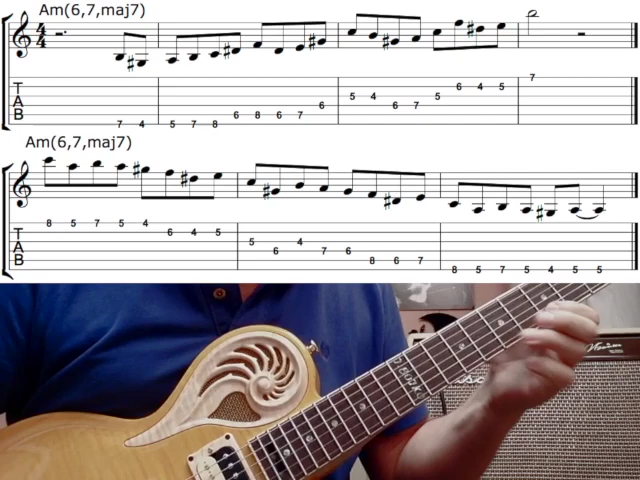 Am(6,7,maj7)
4
4
7
T 6 4 5
5 4 5
A 6 6 7
B 6 8 6 7
7 4 5 7 8
Am(6,7,maj7)
8 5 7 5 4
6 4 5
5 4
6 7 6
8 6 7
8 5 7 5 4 5 5